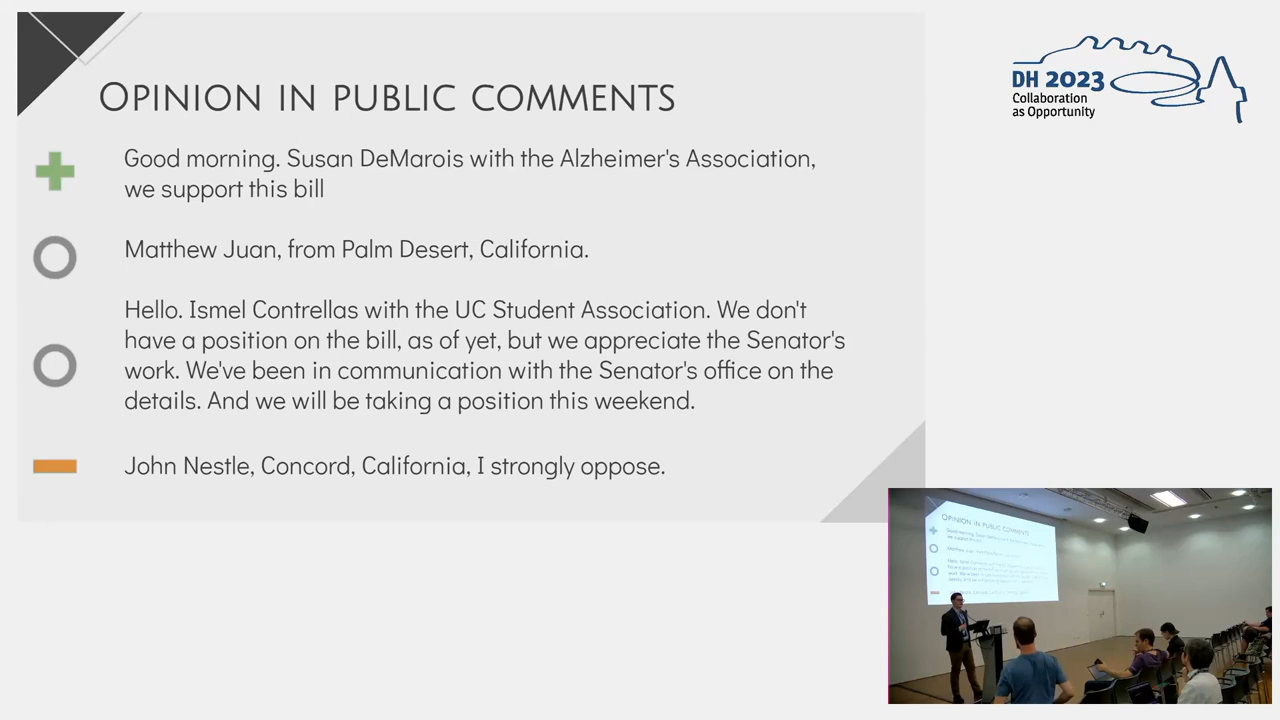 OPINION IN PUBLIC COMMENTS
Good morning. Susan DeMarois with the Alzheimer's Association,
we support this bill
Matthew Juan, from Palm Desert, California.
Hello. Ismel Contrellas with the UC Student Association. We don't
have a position on the bill, as of yet, but we appreciate the Senator's
work. We've been in communication with the Senator's office on the
details. And we will be taking a position this weekend.
John Nestle, Concord, California, I strongly oppose.
DH 2023
Collaboration
as Opportunity
OPINION IN PUBLIC COMMENTS